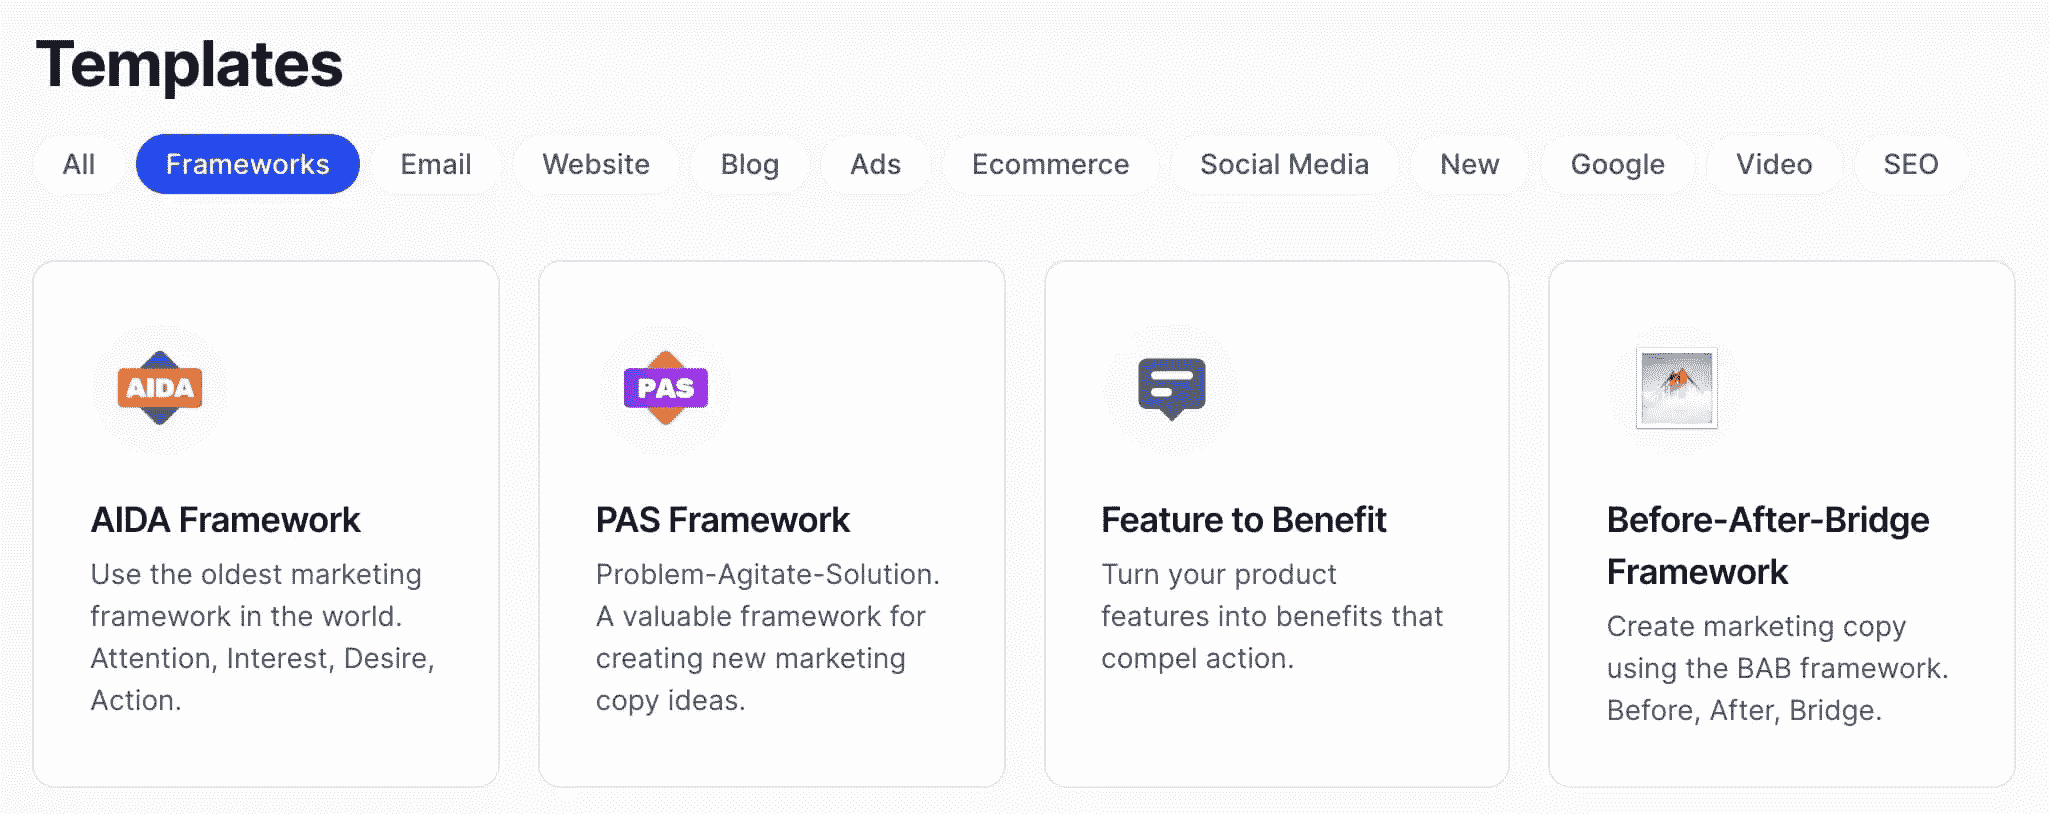 Templates
All Frameworks Email Website Blog Ads Ecommerce Social Media New Google Video SEO
AIDA
AIDA Framework
Use the oldest marketing
framework in the world.
Attention, Interest, Desire,
Action.
PAS
PAS Framework
Problem-Agitate-Solution.
A valuable framework for
creating new marketing
copy ideas.
Feature to Benefit
Turn your product
features into benefits that
compel action.
Before-After-Bridge
Framework
Create marketing copy
using the BAB framework.
Before, After, Bridge.